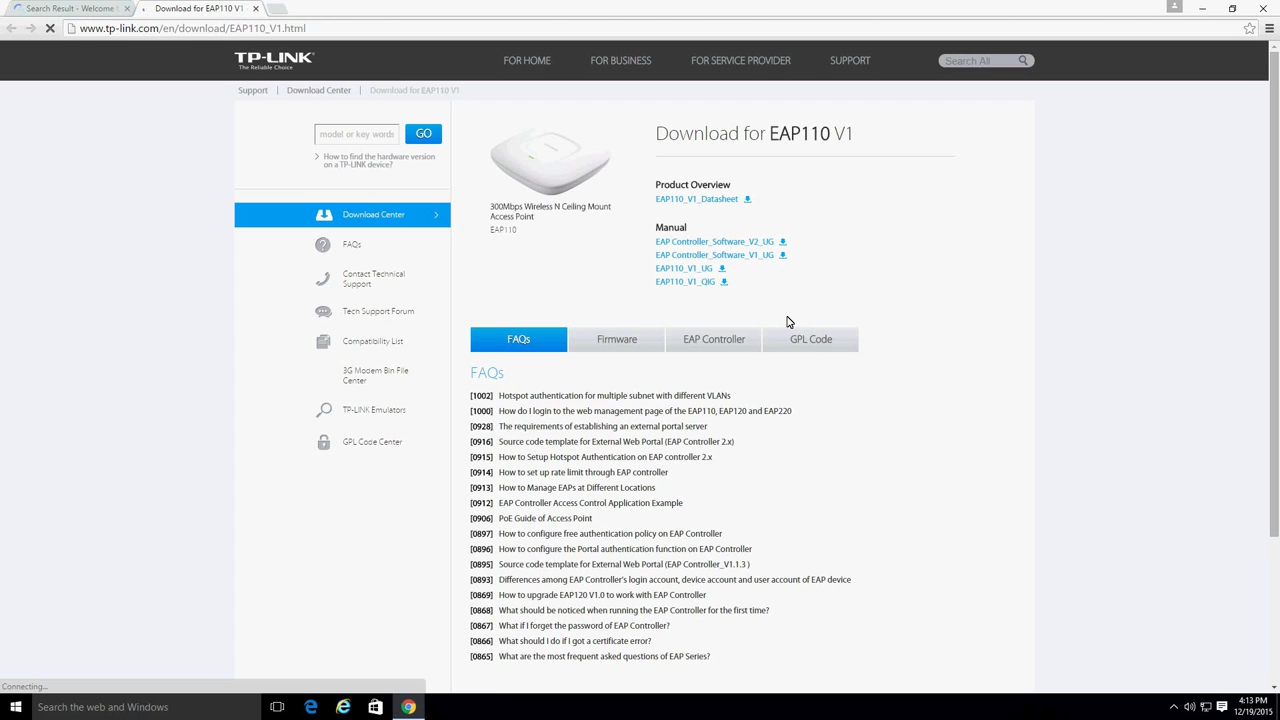 Search Result - Welcome t
Download for EAP110 V1
www.tp-link.com/en/download/EAP110_V1.html
TP-LINK
The Reliable Choice
FOR HOME
FOR BUSINESS
FOR SERVICE PROVIDER
SUPPORT
Search All
Support
Download Center
Download for EAP110 V1
model or key words
GO
How to find the hardware version
on a TP-LINK device?
Download Center
FAQs
Contact Technical
Support
Tech Support Forum
Compatibility List
3G Modem Bin File
Center
TP-LINK Emulators
GPL Code Center
300Mbps Wireless N Ceiling Mount
Access Point
EAP110
Download for EAP110 V1
Product Overview
EAP110_V1_Datasheet
Manual
EAP Controller_Software_V2_UG
EAP Controller_Software_V1_UG
EAP110_V1_UG
EAP110_V1_QIG
FAQs
Firmware
EAP Controller
GPL Code
FAQs
[1002] Hotspot authentication for multiple subnet with different VLANs
[1000] How do I login to the web management page of the EAP110, EAP120 and EAP220
[0928] The requirements of establishing an external portal server
[0916] Source code template for External Web Portal (EAP Controller 2.x)
[0915] How to Setup Hotspot Authentication on EAP controller 2.x
[0914] How to set up rate limit through EAP controller
[0913] How to Manage EAPs at Different Locations
[0912] EAP Controller Access Control Application Example
[0906] PoE Guide of Access Point
[0897] How to configure free authentication policy on EAP Controller
[0896] How to configure the Portal authentication function on EAP Controller
[0895] Source code template for External Web Portal (EAP Controller_V1.1.3 )
[0893] Differences among EAP Controller's login account, device account and user account of EAP device
[0869] How to upgrade EAP120 V1.0 to work with EAP Controller
[0868] What should be noticed when running the EAP Controller for the first time?
[0867] What if I forget the password of EAP Controller?
[0866] What should I do if I got a certificate error?
[0865] What are the most frequent asked questions of EAP Series?
Connecting...
Search the web and Windows
4:13 PM
12/19/2015